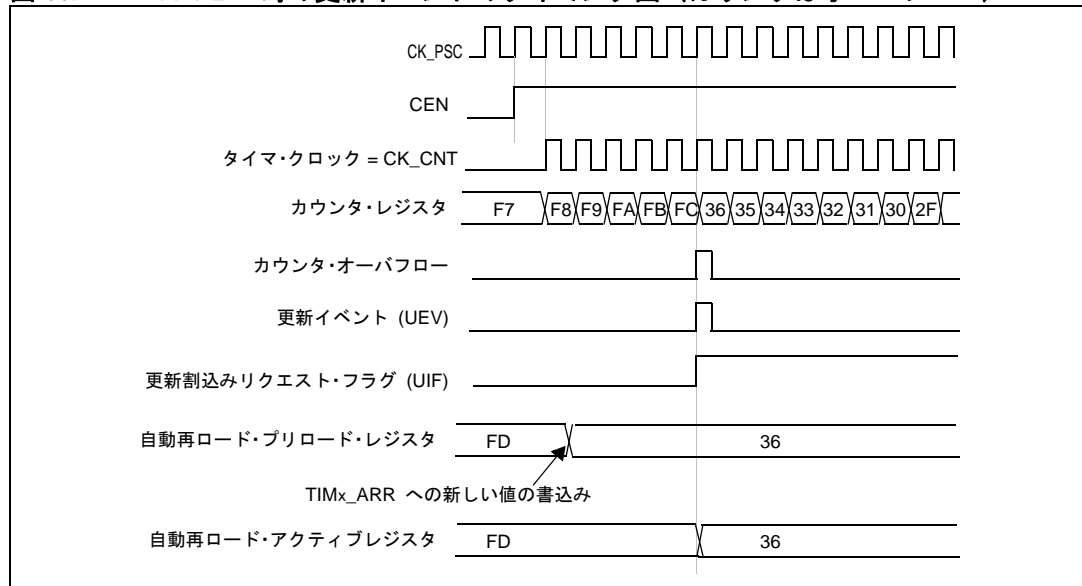 CK_PSC
CEN
タイマ・クロック = CK_CNT
カウンタ・レジスタ F7 F8 F9 FA FB FC 36 35 34 33 32 31 30 2F
カウンタ・オーバフロー
更新イベント (UEV)
更新割込みリクエスト・フラグ (UIF)
自動再ロード・プリロード・レジスタ FD 36
TIMx_ARR への新しい値の書込み
自動再ロード・アクティブレジスタ FD 36